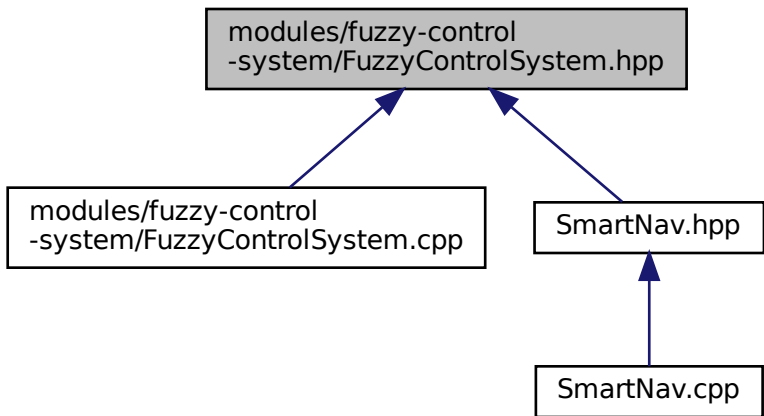 modules/fuzzy-control
-system/FuzzyControlSystem.hpp
modules/fuzzy-control
-system/FuzzyControlSystem.cpp
SmartNav.hpp
SmartNav.cpp